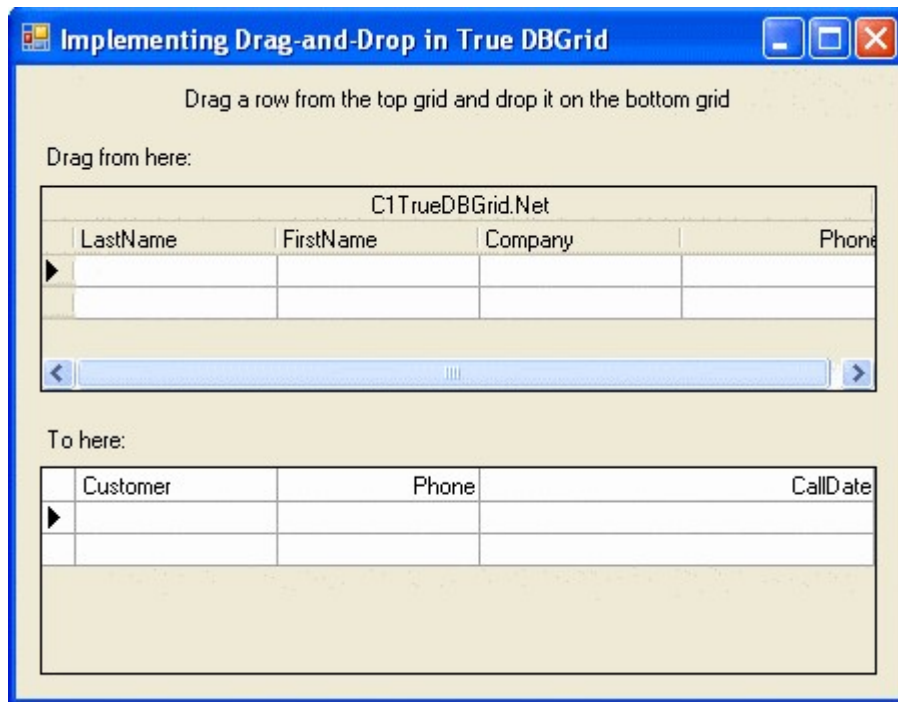 Implementing Drag-and-Drop in True DBGrid
Drag a row from the top grid and drop it on the bottom grid
Drag from here:
C1TrueDBGrid.Net
LastName FirstName Company Phone
To here:
Customer Phone CallDate